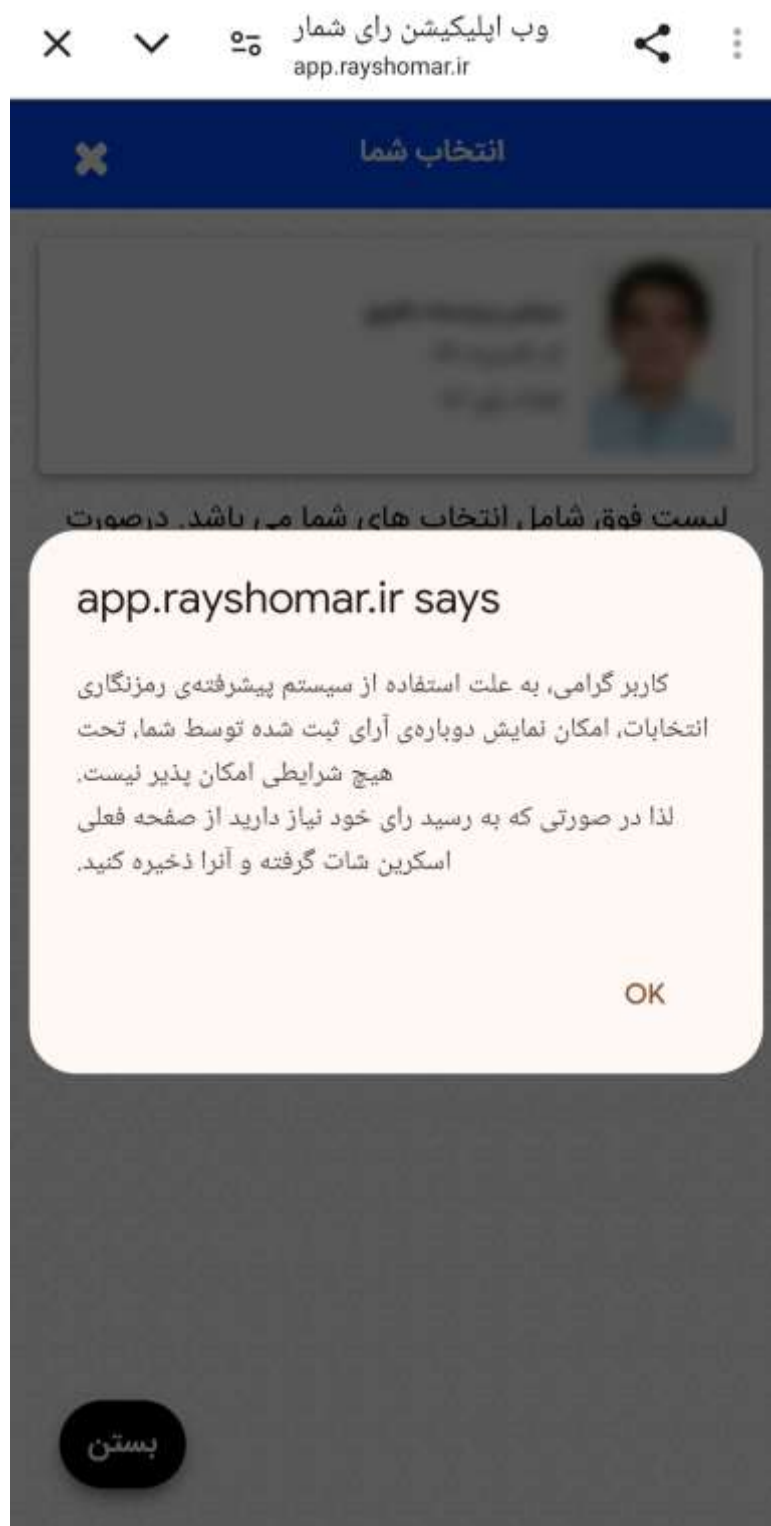 وب اپلیکیشن رای شمار
app.rayshomar.ir
انتخاب شما
لیست فوق شامل انتخاب های شما می باشد. درصورت
app.rayshomar.ir says
کاربر گرامی، به علت استفاده از سیستم پیشرفته‌ی رمزنگاری
انتخابات، امکان نمایش دوباره‌ی آرای ثبت شده توسط شما، تحت
هیچ شرایطی امکان پذیر نیست.
لذا در صورتی که به رسید رای خود نیاز دارید از صفحه فعلی
اسکرین شات گرفته و آنرا ذخیره کنید.
OK
بستن